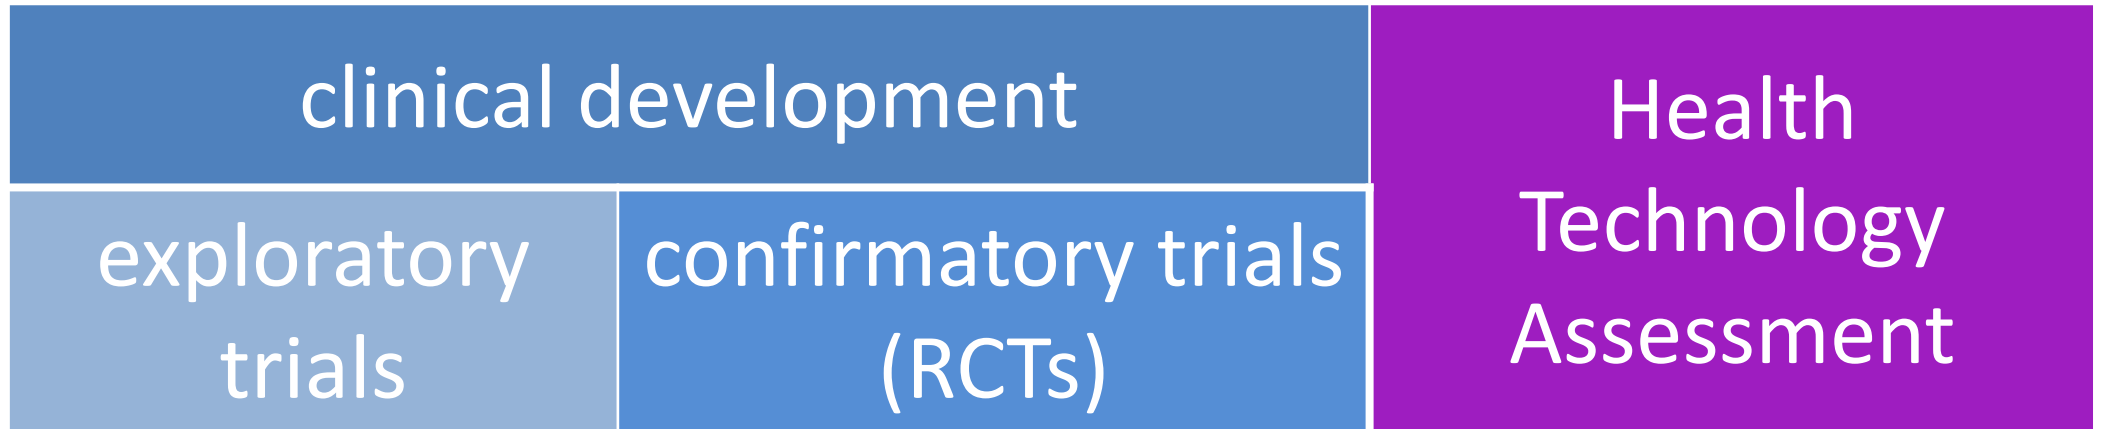 clinical development
exploratory
trials
confirmatory trials
(RCTs)
Health
Technology
Assessment